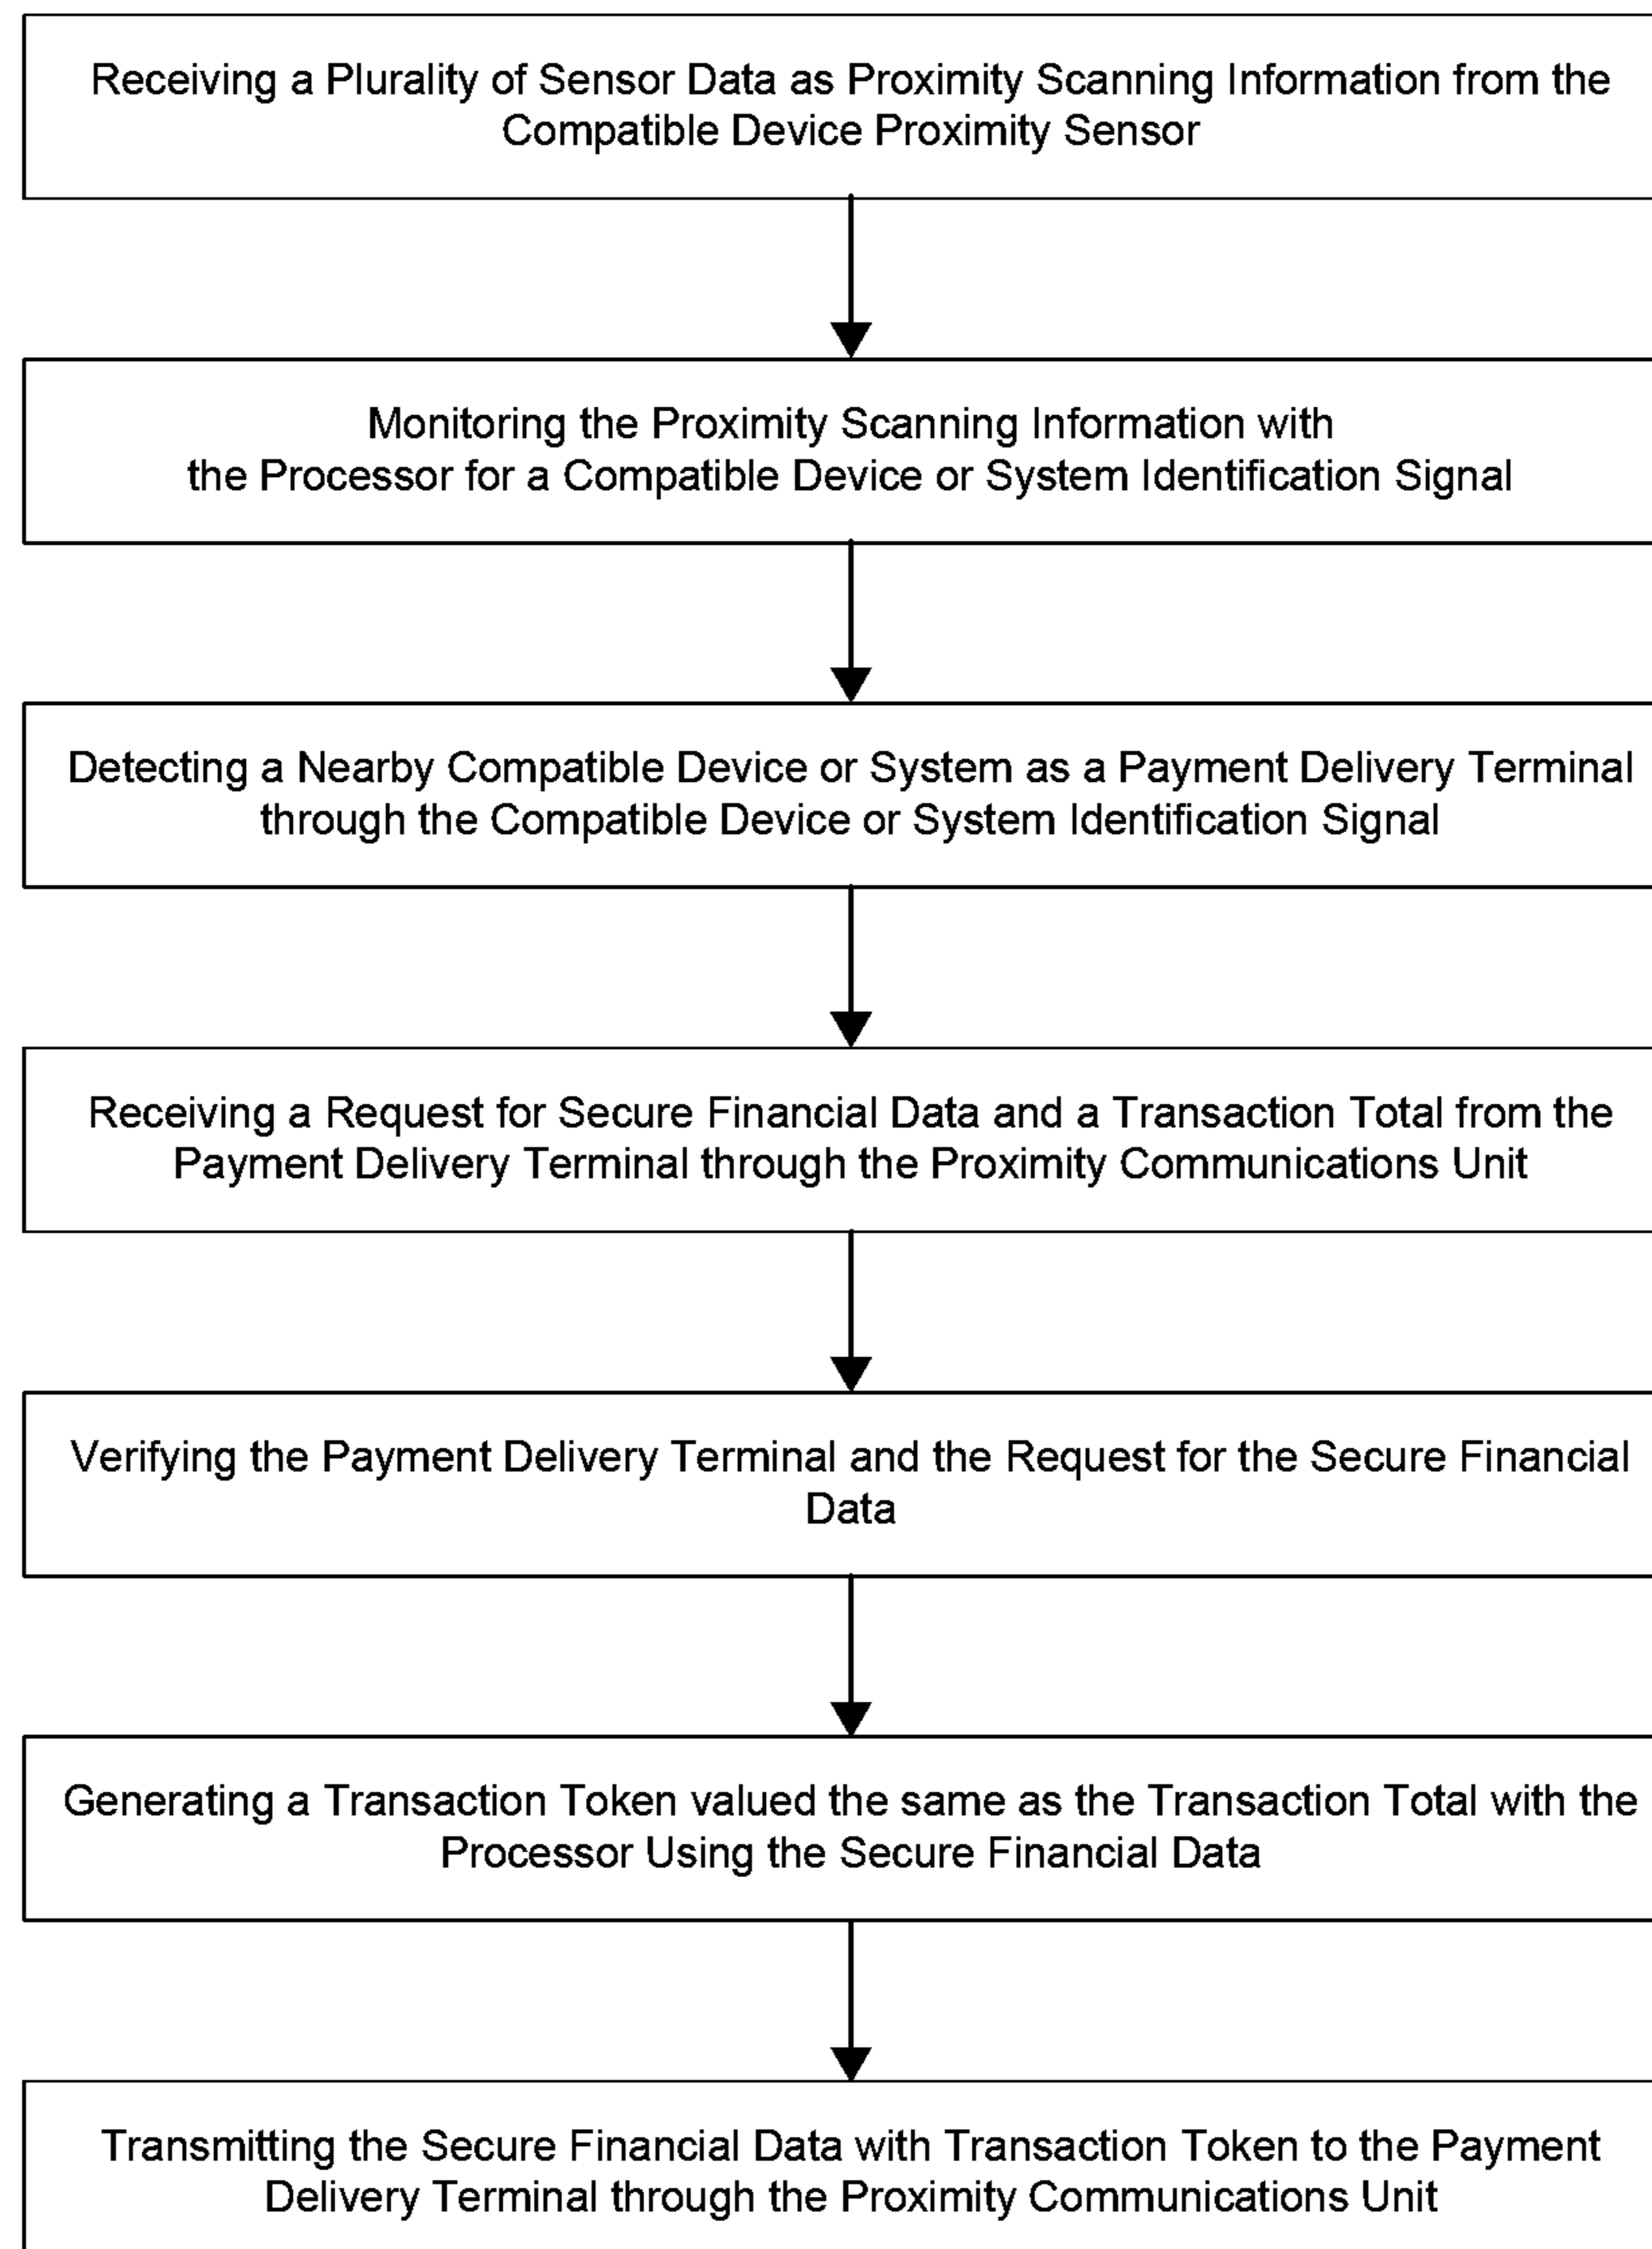 Receiving a Plurality of Sensor Data as Proximity Scanning Information from the
Compatible Device Proximity Sensor
Monitoring the Proximity Scanning Information with
the Processor for a Compatible Device or System Identification Signal
Detecting a Nearby Compatible Device or System as a Payment Delivery Terminal
through the Compatible Device or System Identification Signal
Receiving a Request for Secure Financial Data and a Transaction Total from the
Payment Delivery Terminal through the Proximity Communications Unit
Verifying the Payment Delivery Terminal and the Request for the Secure Financial
Data
Generating a Transaction Token valued the same as the Transaction Total with the
Processor Using the Secure Financial Data
Transmitting the Secure Financial Data with Transaction Token to the Payment
Delivery Terminal through the Proximity Communications Unit